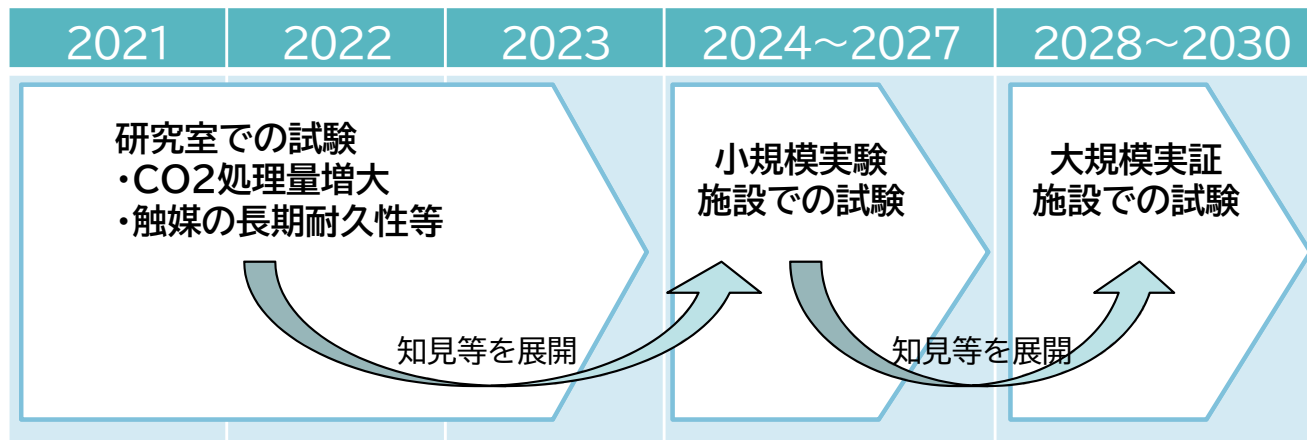 2021 2022 2023 2024～2027 2028～2030
研究室での試験
・CO2処理量増大
・触媒の長期耐久性等
小規模実験
施設での試験
大規模実証
施設での試験
知見等を展開
知見等を展開